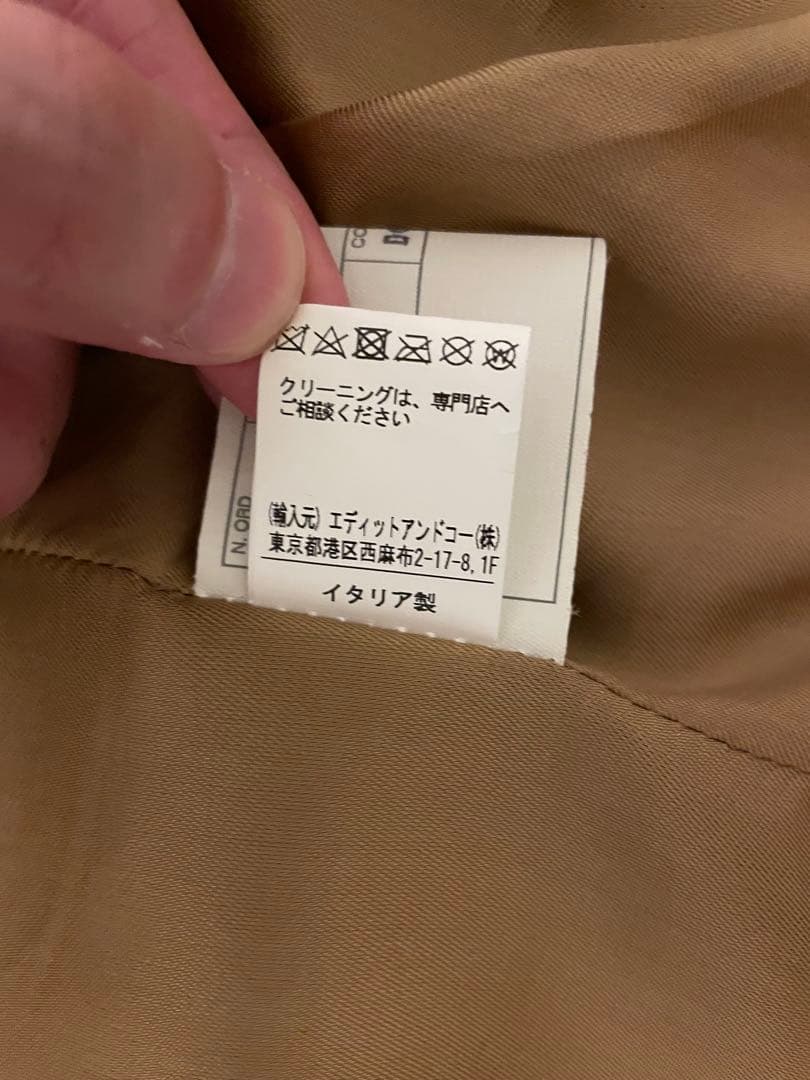 CO
W
クリーニングは、専門店へ
ご相談ください
N. ORD
(輸入元) エディットアンドコー(株)
東京都港区西麻布2-17-8, 1F
イタリア製